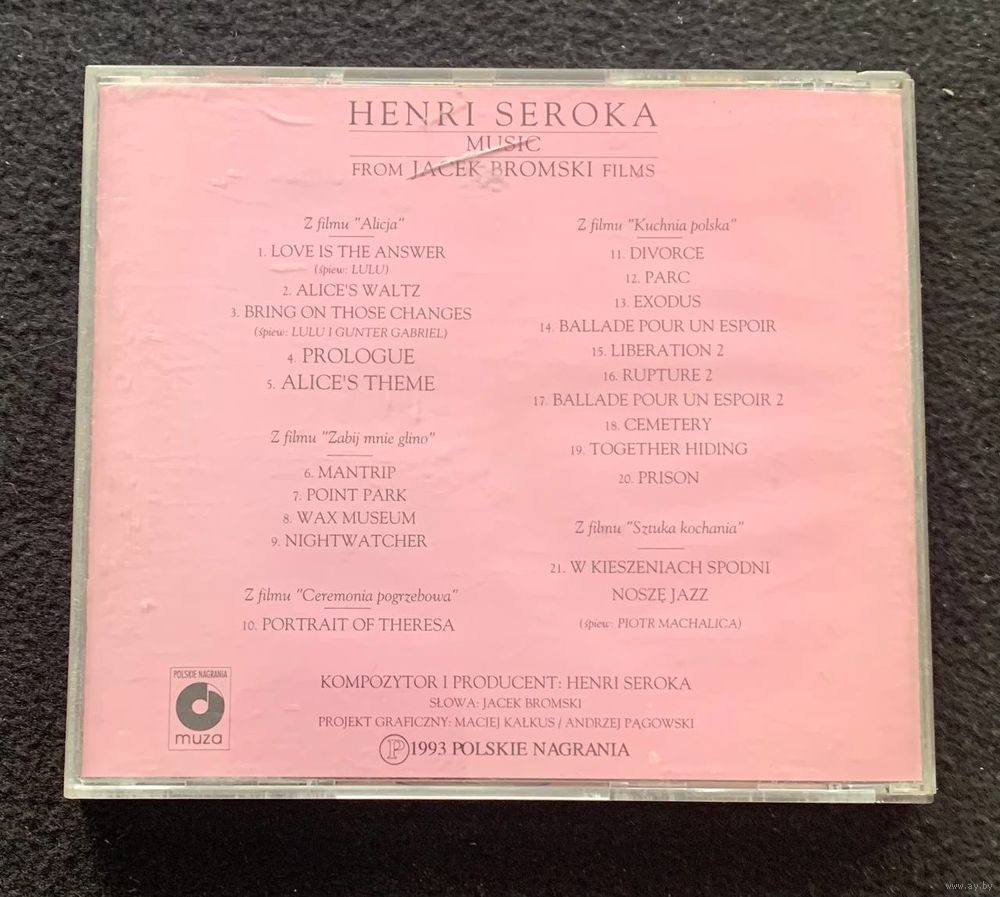 HENRI SEROKA
MUSIC
FROM JACEK BROMSKI FILMS
Z filmu "Alicja"
1. LOVE IS THE ANSWER
(śpiew: LULU)
2. ALICE'S WALTZ
3. BRING ON THOSE CHANGES
(śpiew: LULU I GUNTER GABRIEL)
4. PROLOGUE
5. ALICE'S THEME
Z filmu "Zabij mnie glino"
6. MANTRIP
7. POINT PARK
8. WAX MUSEUM
9. NIGHTWATCHER
Z filmu "Ceremonia pogrzebowa"
10. PORTRAIT OF THERESA
Z filmu "Kuchnia polska"
11. DIVORCE
12. PARC
13. EXODUS
14. BALLADE POUR UN ESPOIR
15. LIBERATION 2
16. RUPTURE 2
17. BALLADE POUR UN ESPOIR 2
18. CEMETERY
19. TOGETHER HIDING
20. PRISON
Z filmu "Sztuka kochania"
21. W KIESZENIACH SPODNI
NOSZĘ JAZZ
(śpiew: PIOTR MACHALICA)
POLSKIE NAGRANIA
muza
KOMPOZYTOR I PRODUCENT: HENRI SEROKA
SŁOWA: JACEK BROMSKI
PROJEKT GRAFICZNY: MACIEJ KAŁKUS / ANDRZEJ PĄGOWSKI
Ⓟ1993 POLSKIE NAGRANIA
www.ay.by